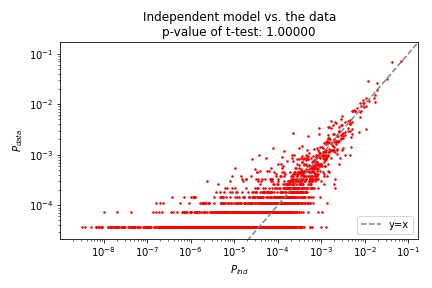 Independent model vs. the data
p-value of t-test: 1.00000
10⁻¹
10⁻²
10⁻³
10⁻⁴
P_data
y=x
10⁻⁸ 10⁻⁷ 10⁻⁶ 10⁻⁵ 10⁻⁴ 10⁻³ 10⁻² 10⁻¹
P_ind